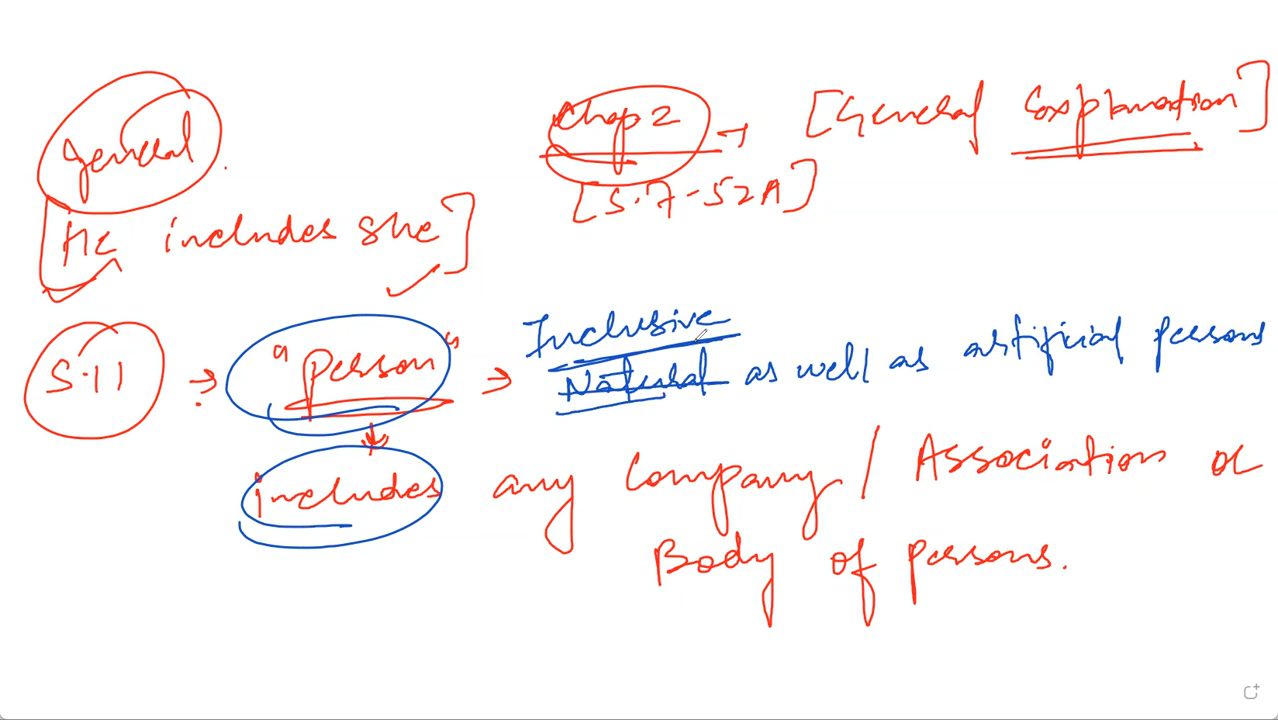 General.
Chap 2 → [General Explanation]
[S.7-52A]
[He includes She]
S.11 → "Person" → Inclusive
Natural as well as artificial persons
includes any Company / Association or
Body of persons.